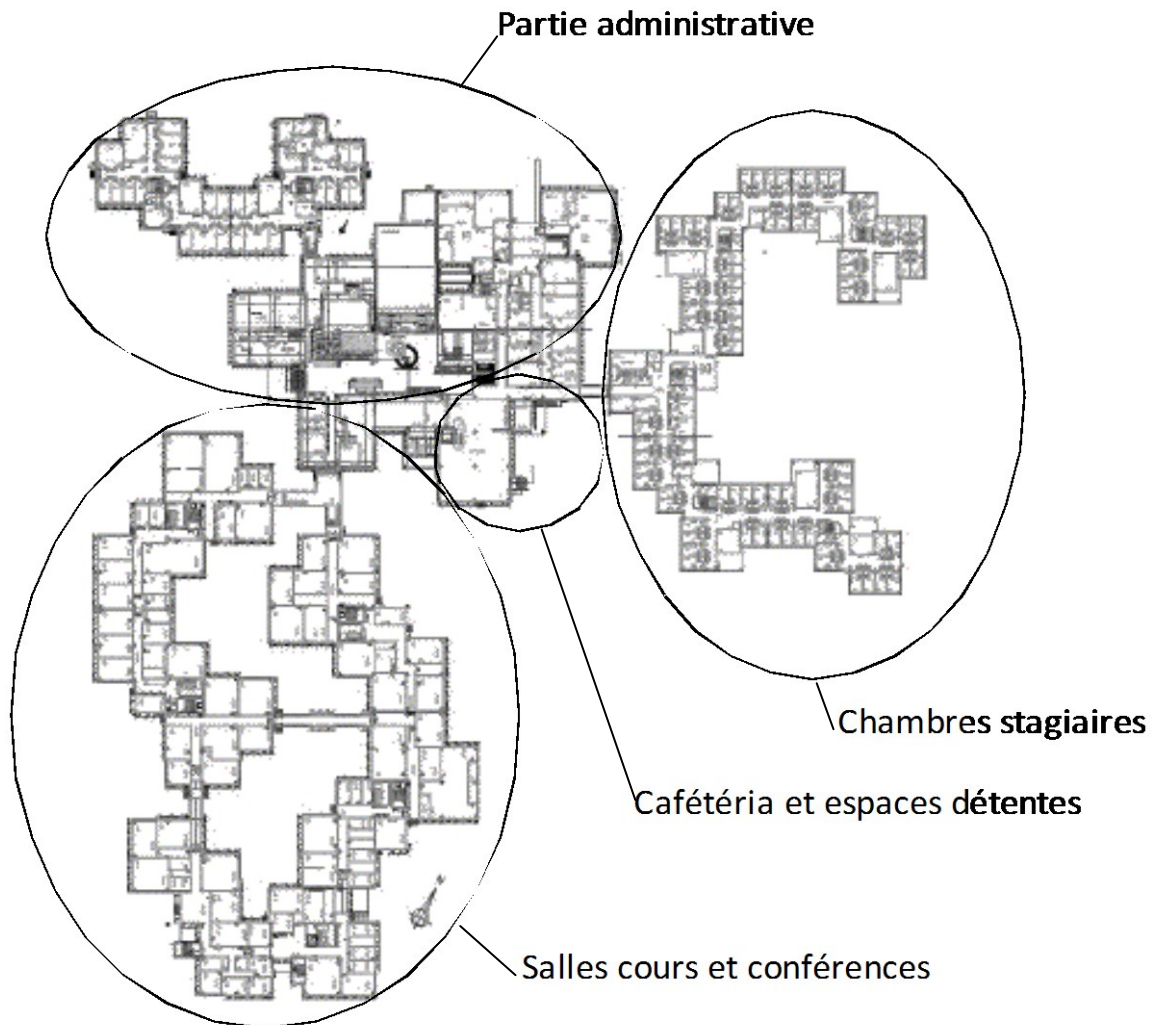 Partie administrative
Chambres stagiaires
Cafétéria et espaces détentes
Salles cours et conférences